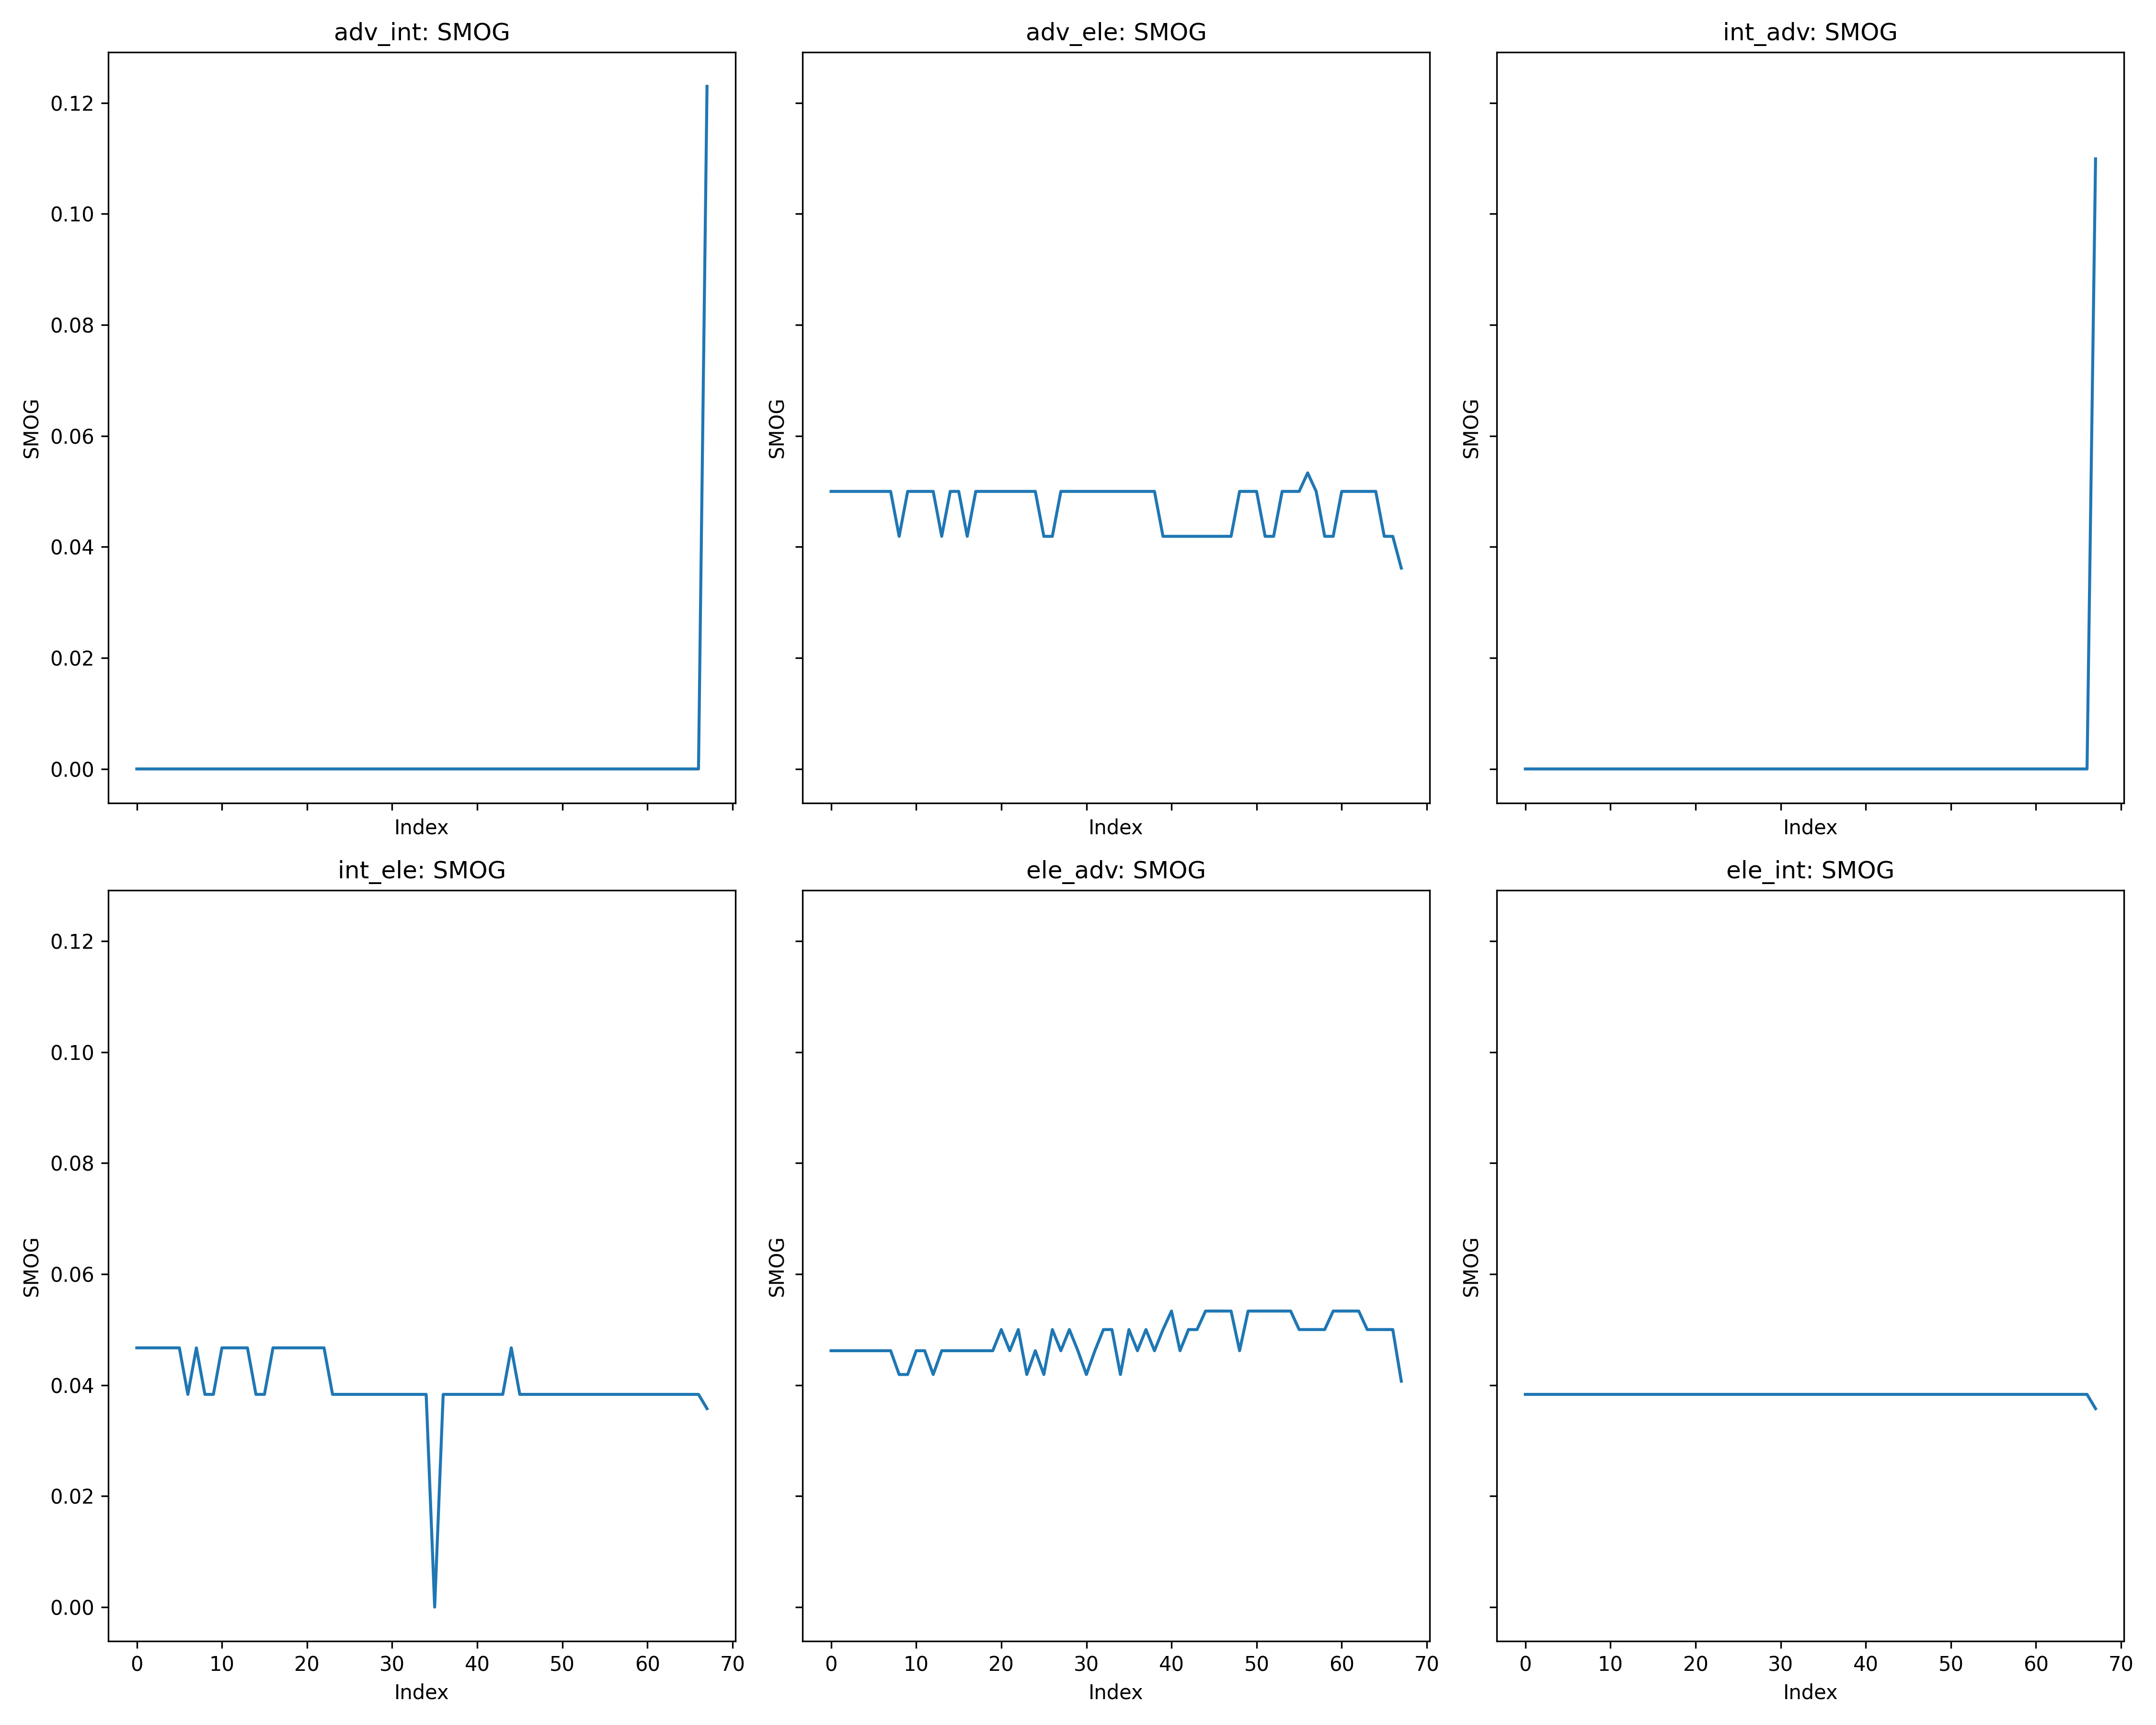 adv_int: SMOG
adv_ele: SMOG
int_adv: SMOG
0.12
0.10
0.08
0.06
0.04
0.02
0.00
SMOG
SMOG
SMOG
Index
Index
Index
int_ele: SMOG
ele_adv: SMOG
ele_int: SMOG
0.12
0.10
0.08
0.06
0.04
0.02
0.00
SMOG
SMOG
SMOG
0 10 20 30 40 50 60 70
0 10 20 30 40 50 60 70
0 10 20 30 40 50 60 70
Index
Index
Index